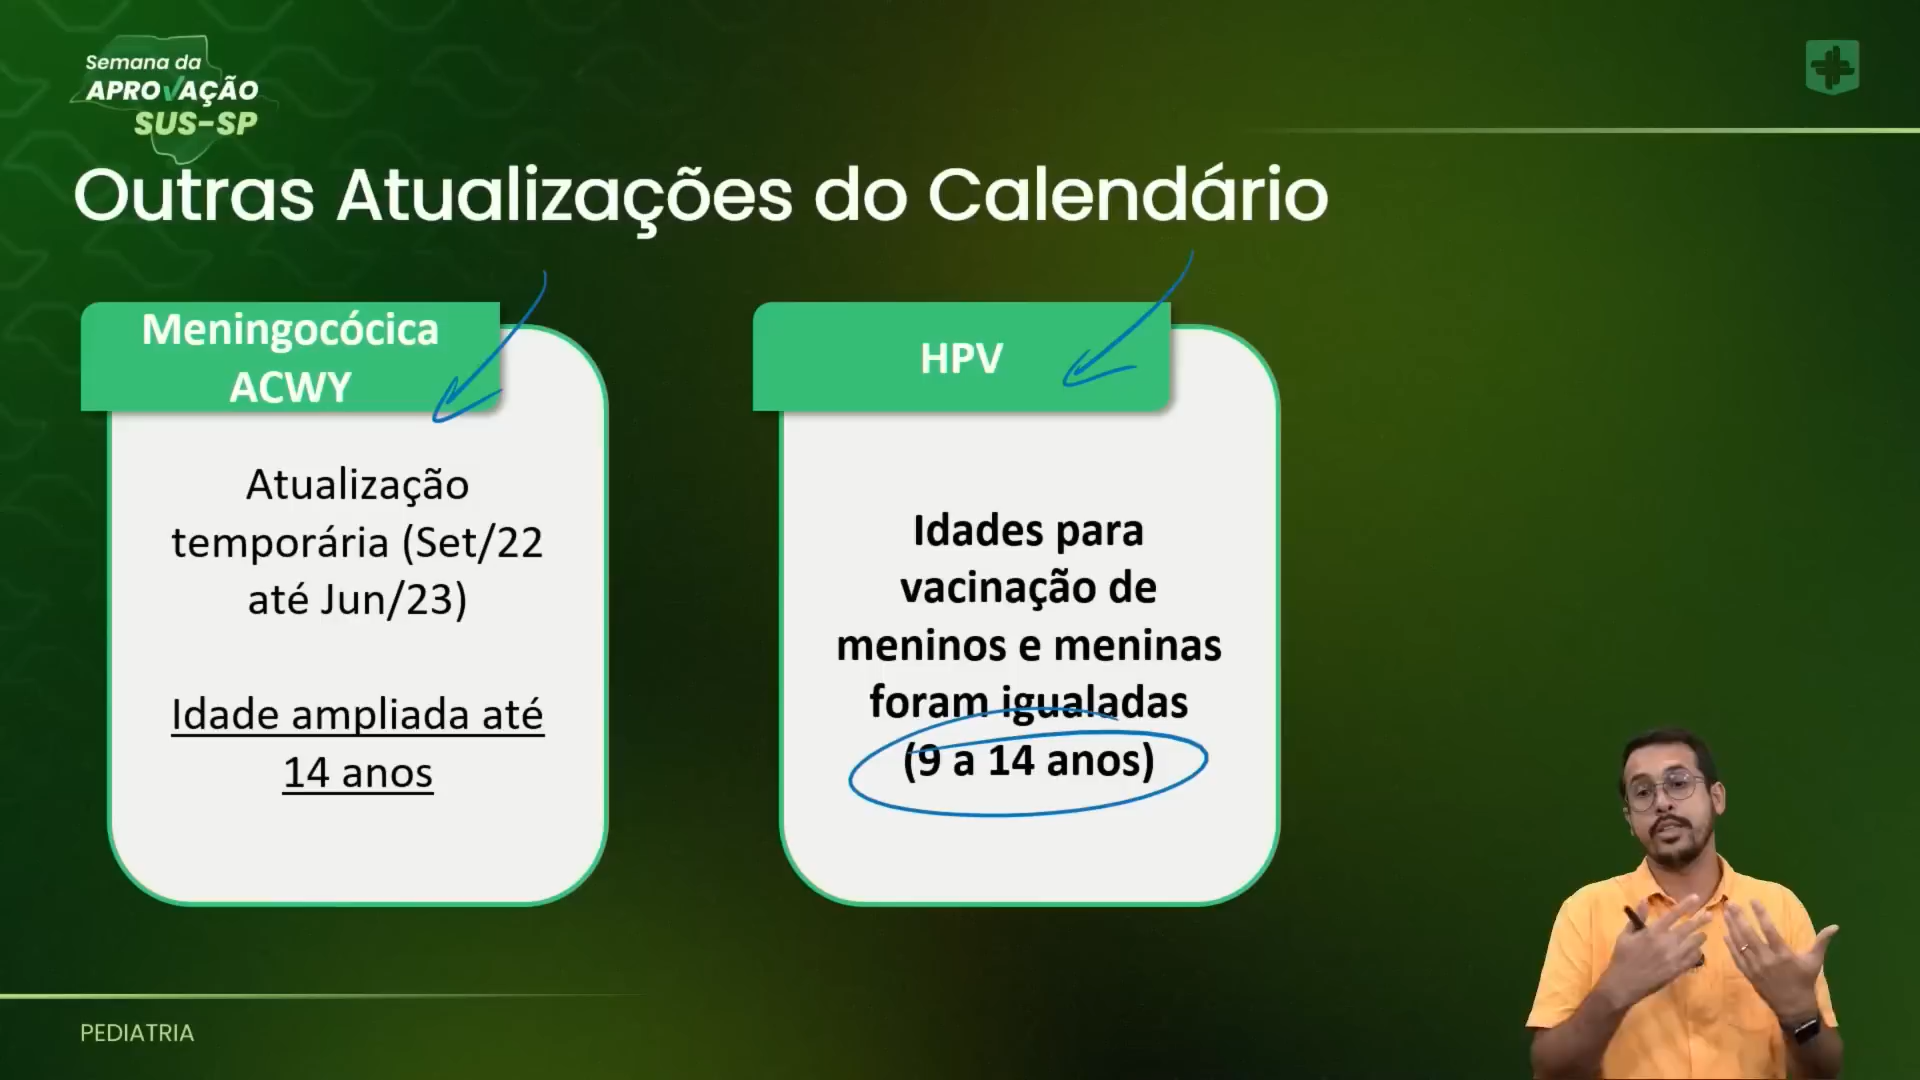 Semana da
APROVAÇÃO
SUS-SP
Outras Atualizações do Calendário
Meningocócica
ACWY
Atualização
temporária (Set/22
até Jun/23)
Idade ampliada até
14 anos
HPV
Idades para
vacinação de
meninos e meninas
foram igualadas
(9 a 14 anos)
PEDIATRIA